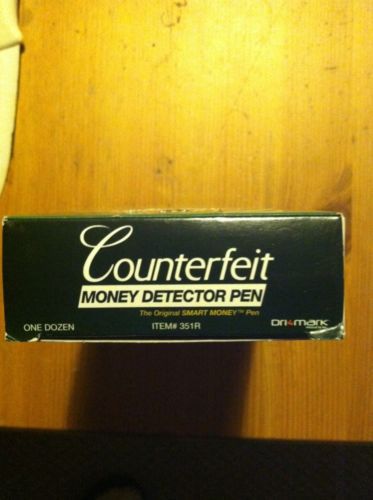 Counterfeit
MONEY DETECTOR PEN
The Original SMART MONEY™ Pen
ONE DOZEN
ITEM# 351R
DRI MARK